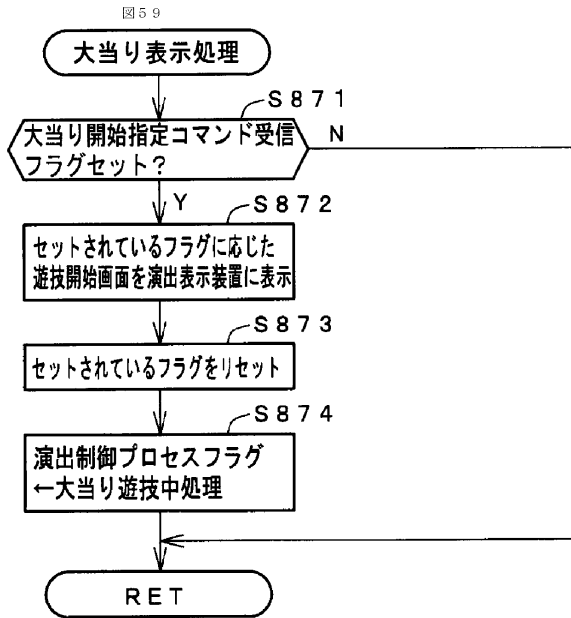 図59
大当り表示処理
S871
大当り開始指定コマンド受信
フラグセット?
N
Y
S872
セットされているフラグに応じた
遊技開始画面を演出表示装置に表示
S873
セットされているフラグをリセット
S874
演出制御プロセスフラグ
←大当り遊技中処理
RET